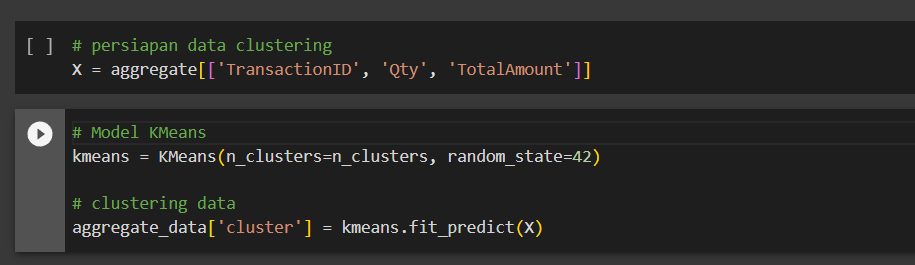 [ ] # persiapan data clustering
X = aggregate[['TransactionID', 'Qty', 'TotalAmount']]
# Model KMeans
kmeans = KMeans(n_clusters=n_clusters, random_state=42)
# clustering data
aggregate_data['cluster'] = kmeans.fit_predict(X)